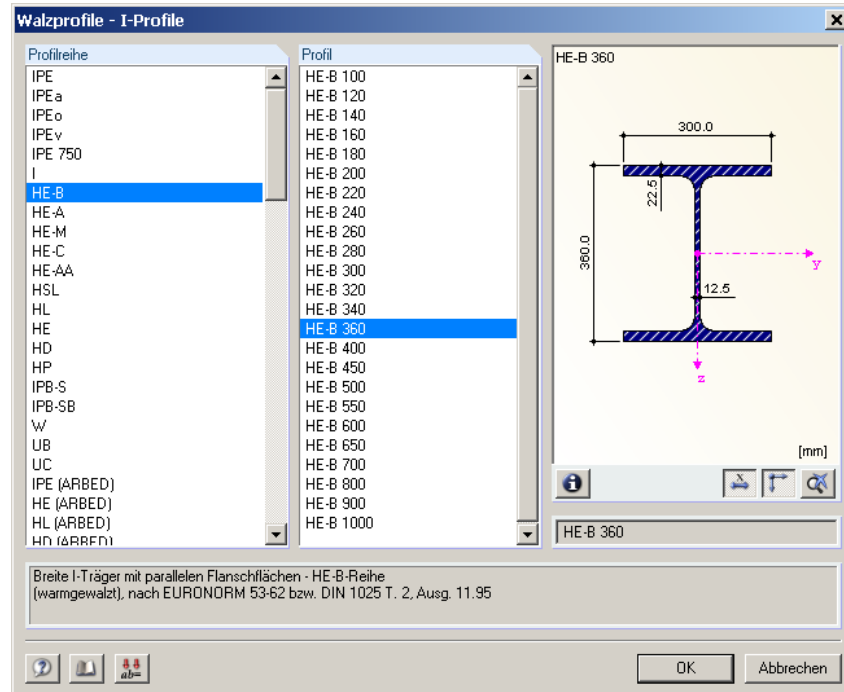 Walzprofile - I-Profile
Profilreihe
IPE
IPEa
IPEo
IPEv
IPE 750
I
HE-B
HE-A
HE-M
HE-C
HE-AA
HSL
HL
HE
HD
HP
IPB-S
IPB-SB
W
UB
UC
IPE (ARBED)
HE (ARBED)
HL (ARBED)
HD (ARBED)
Profil
HE-B 100
HE-B 120
HE-B 140
HE-B 160
HE-B 180
HE-B 200
HE-B 220
HE-B 240
HE-B 260
HE-B 280
HE-B 300
HE-B 320
HE-B 340
HE-B 360
HE-B 400
HE-B 450
HE-B 500
HE-B 550
HE-B 600
HE-B 650
HE-B 700
HE-B 800
HE-B 900
HE-B 1000
HE-B 360
300.0
22.5
360.0
y
12.5
z
[mm]
x
HE-B 360
Breite I-Träger mit parallelen Flanschflächen - HE-B-Reihe
(warmgewalzt), nach EURONORM 53-62 bzw. DIN 1025 T. 2, Ausg. 11.95
ab=
OK
Abbrechen